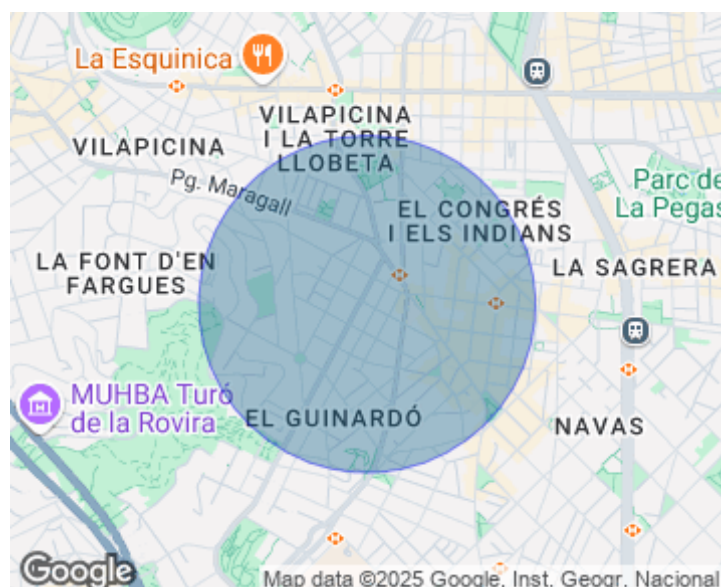 La Esquinica
VILAPICINA
I LA TORRE
LLOBETA
VILAPICINA
Pg. Maragall
Parc de
La Pegas
EL CONGRÉS
I ELS INDIANS
LA FONT D'EN
FARGUES
LA SAGRERA
MUHBA Turó
de la Rovira
EL GUINARDÓ
NAVAS
Google
Map data ©2025 Google, Inst. Geogr. Nacional